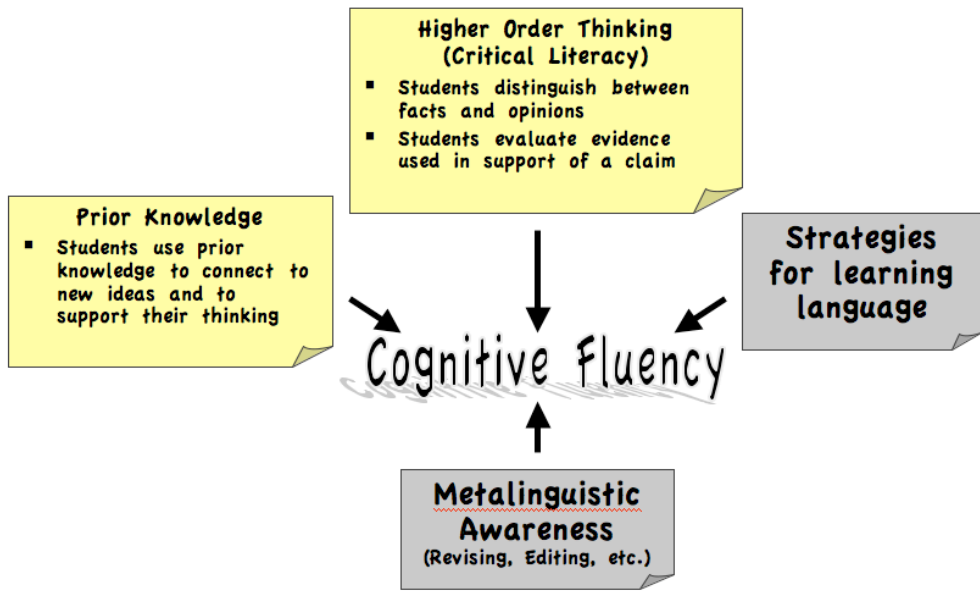 Higher Order Thinking
(Critical Literacy)
▪ Students distinguish between
facts and opinions
▪ Students evaluate evidence
used in support of a claim
Prior Knowledge
▪ Students use prior
knowledge to connect to
new ideas and to
support their thinking
Strategies
for learning
language
Cognitive Fluency
Metalinguistic
Awareness
(Revising, Editing, etc.)